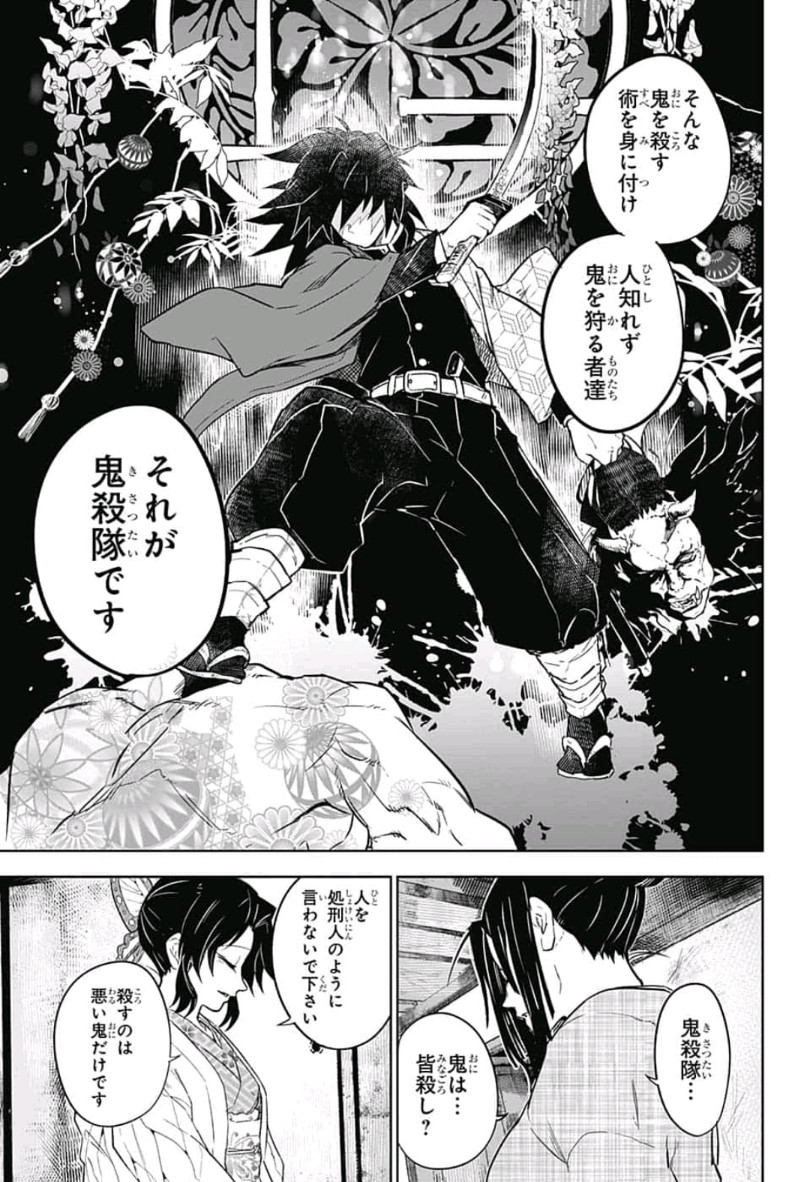 そんな
鬼を殺す
術を身に付け
人知れず
鬼を狩る者達
それが
鬼殺隊です
鬼殺隊…
鬼は…
皆殺し?
人を
処刑人のように
言わないで下さい
殺すのは
悪い鬼だけです